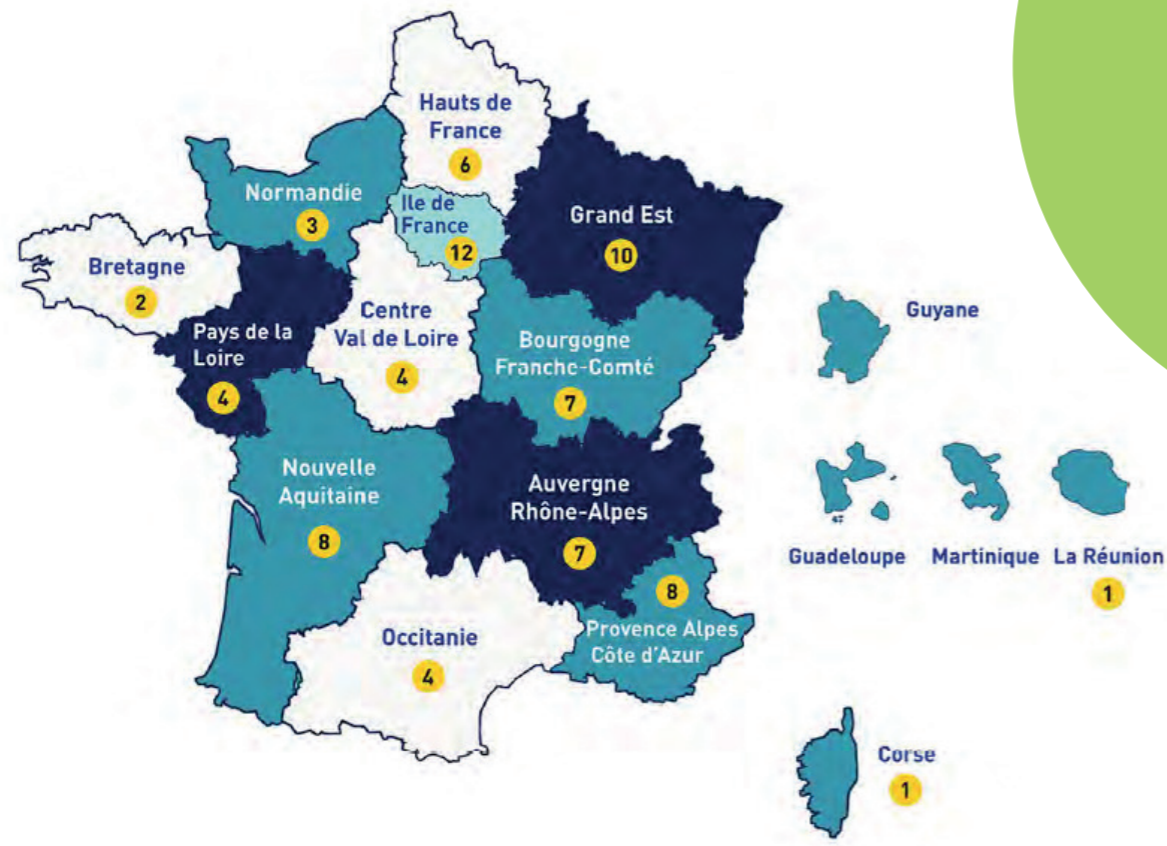 Hauts de
France
6
Normandie
3
Ile de
France
12
Grand Est
10
Bretagne
2
Pays de la
Loire
4
Centre
Val de Loire
4
Bourgogne
Franche-Comté
7
Guyane
Nouvelle
Aquitaine
8
Auvergne
Rhône-Alpes
7
Guadeloupe
Martinique
La Réunion
1
8
Provence Alpes
Côte d'Azur
Occitanie
4
Corse
1